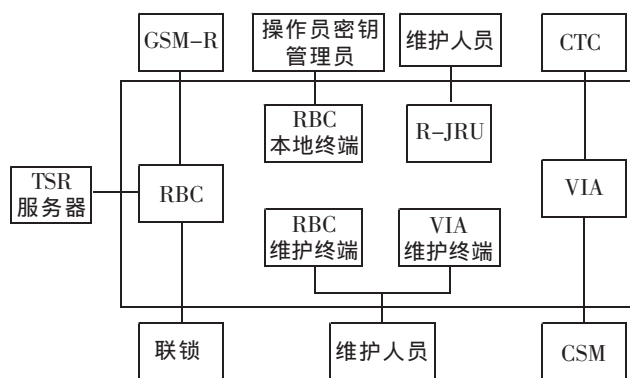 GSM-R
操作员密钥
管理员
维护人员
CTC
RBC
本地终端
R-JRU
TSR
服务器
RBC
VIA
RBC
维护终端
VIA
维护终端
联锁
维护人员
CSM